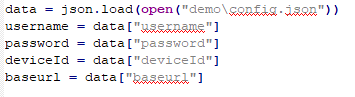 data = json.load(open("demo\config.json"))
username = data["username"]
password = data["password"]
deviceId = data["deviceId"]
baseurl = data["baseurl"]